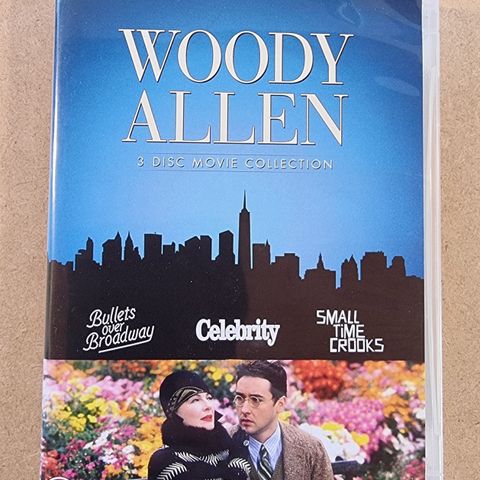 WOODY
ALLEN
3 DISC MOVIE COLLECTION
Bullets
over
Broadway
Celebrity
SMALL
TIME
CROOKS